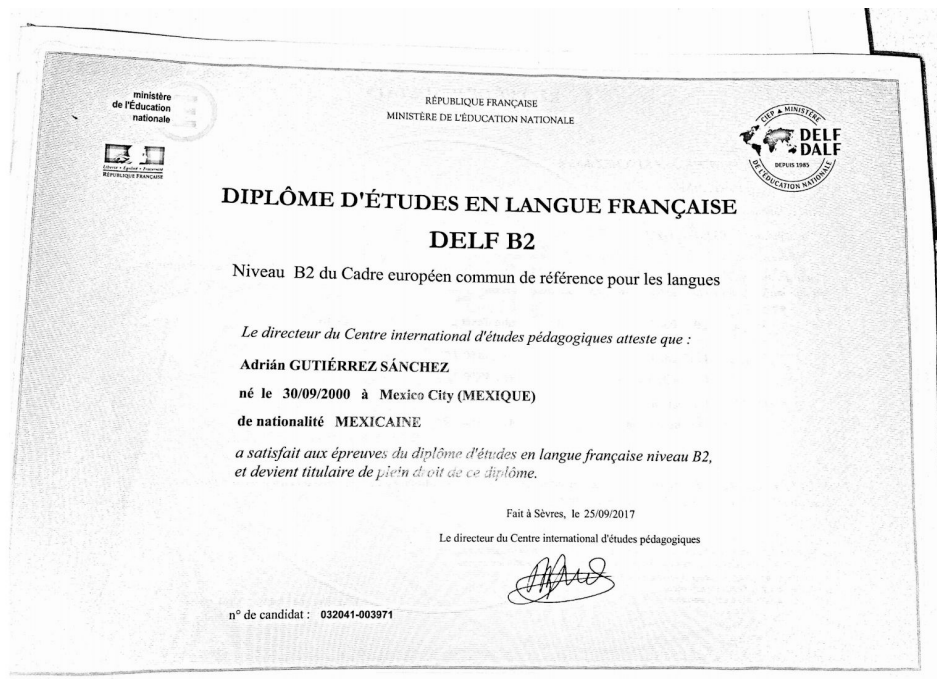 ministère
de l'Éducation
nationale
Liberté • Égalité • Fraternité
RÉPUBLIQUE FRANÇAISE
RÉPUBLIQUE FRANÇAISE
MINISTÈRE DE L'ÉDUCATION NATIONALE
CIEP ▲ MINISTÈRE
DELF
DALF
DEPUIS 1985
DE L'ÉDUCATION NATIONALE
DIPLÔME D'ÉTUDES EN LANGUE FRANÇAISE
DELF B2
Niveau B2 du Cadre européen commun de référence pour les langues
Le directeur du Centre international d'études pédagogiques atteste que :
Adrián GUTIÉRREZ SÁNCHEZ
né le 30/09/2000 à Mexico City (MEXIQUE)
de nationalité MEXICAINE
a satisfait aux épreuves du diplôme d'études en langue française niveau B2,
et devient titulaire de plein droit de ce diplôme.
Fait à Sèvres, le 25/09/2017
Le directeur du Centre international d'études pédagogiques
n° de candidat : 032041-003971